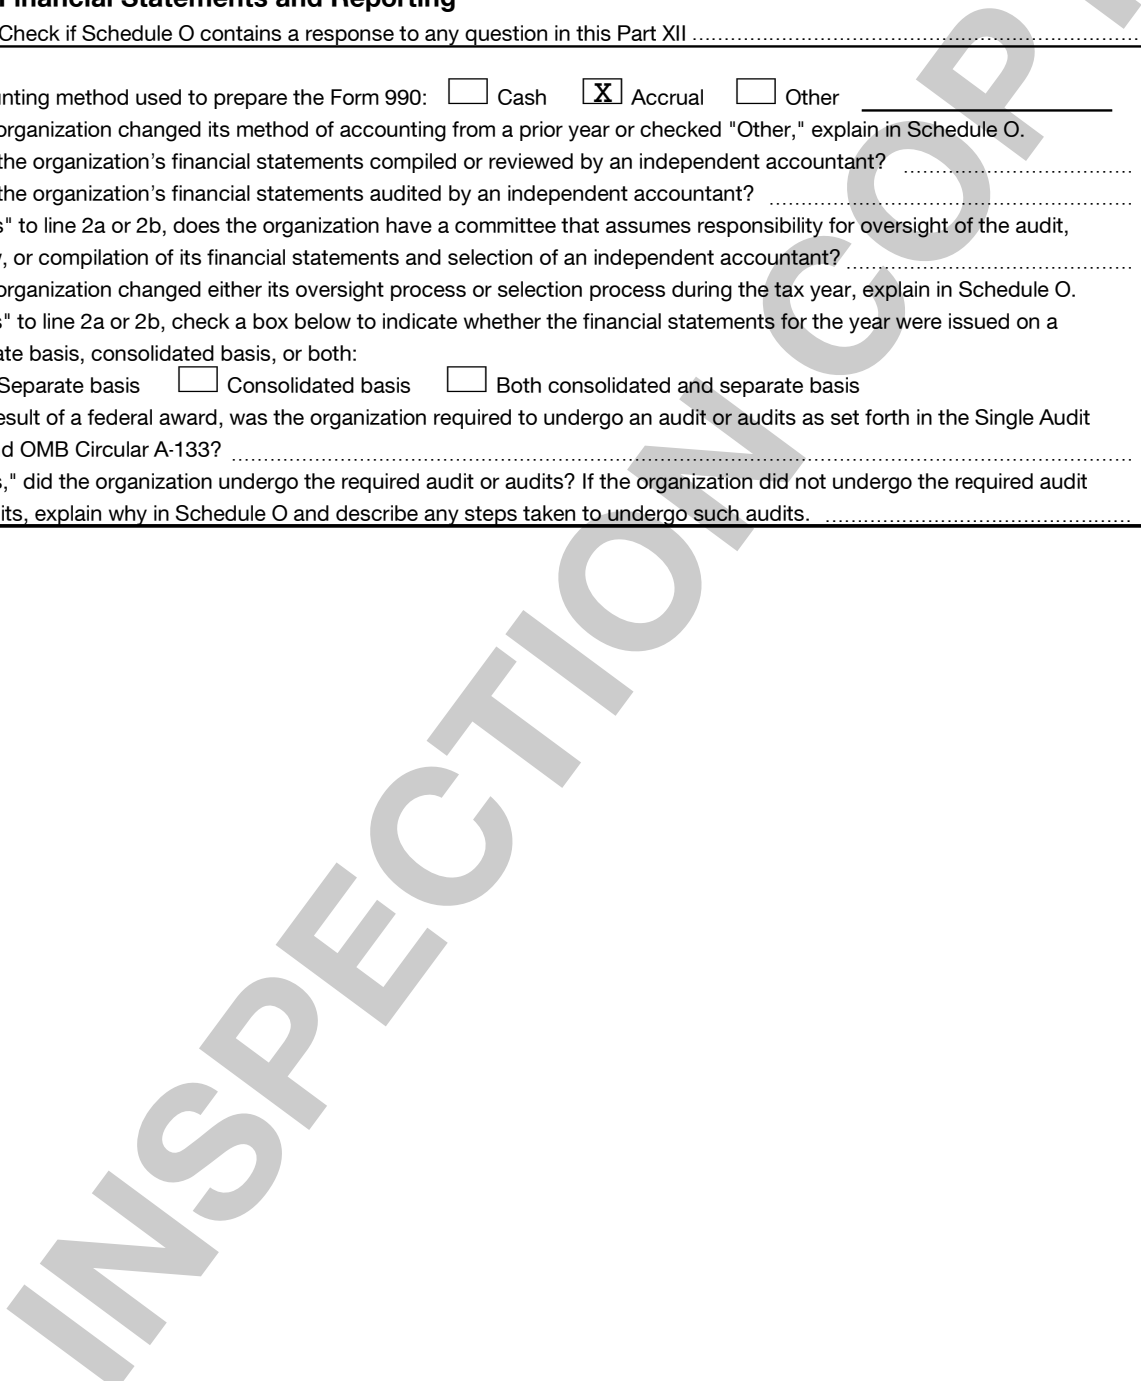 Financial Statements and Reporting
Check if Schedule O contains a response to any question in this Part XII
unting method used to prepare the Form 990: Cash X Accrual Other
organization changed its method of accounting from a prior year or checked "Other," explain in Schedule O.
the organization's financial statements compiled or reviewed by an independent accountant?
the organization's financial statements audited by an independent accountant?
s" to line 2a or 2b, does the organization have a committee that assumes responsibility for oversight of the audit,
, or compilation of its financial statements and selection of an independent accountant?
organization changed either its oversight process or selection process during the tax year, explain in Schedule O.
s" to line 2a or 2b, check a box below to indicate whether the financial statements for the year were issued on a
ate basis, consolidated basis, or both:
Separate basis Consolidated basis Both consolidated and separate basis
esult of a federal award, was the organization required to undergo an audit or audits as set forth in the Single Audit
d OMB Circular A-133?
s," did the organization undergo the required audit or audits? If the organization did not undergo the required audit
its, explain why in Schedule O and describe any steps taken to undergo such audits.
INSPECTION COP